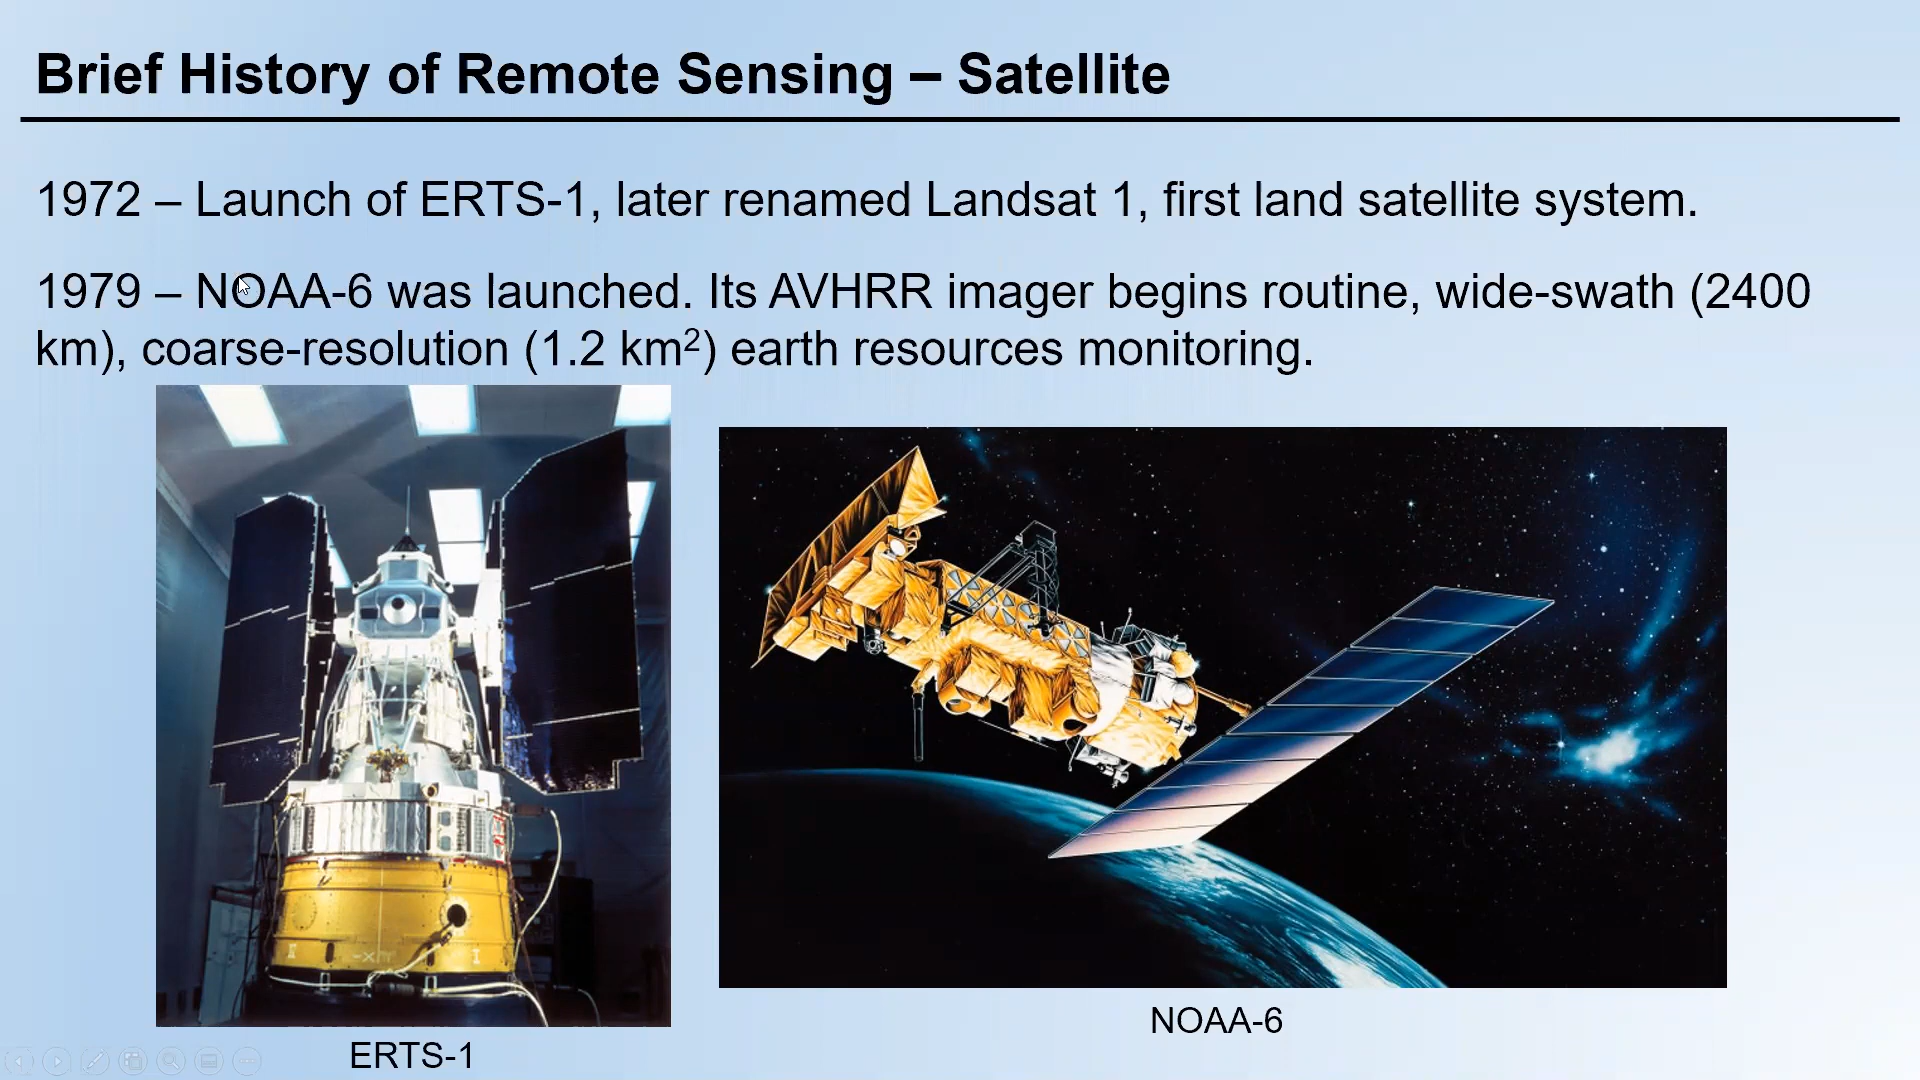 Brief History of Remote Sensing – Satellite
1972 – Launch of ERTS-1, later renamed Landsat 1, first land satellite system.
1979 – NOAA-6 was launched. Its AVHRR imager begins routine, wide-swath (2400
km), coarse-resolution (1.2 km²) earth resources monitoring.
NOAA-6
ERTS-1